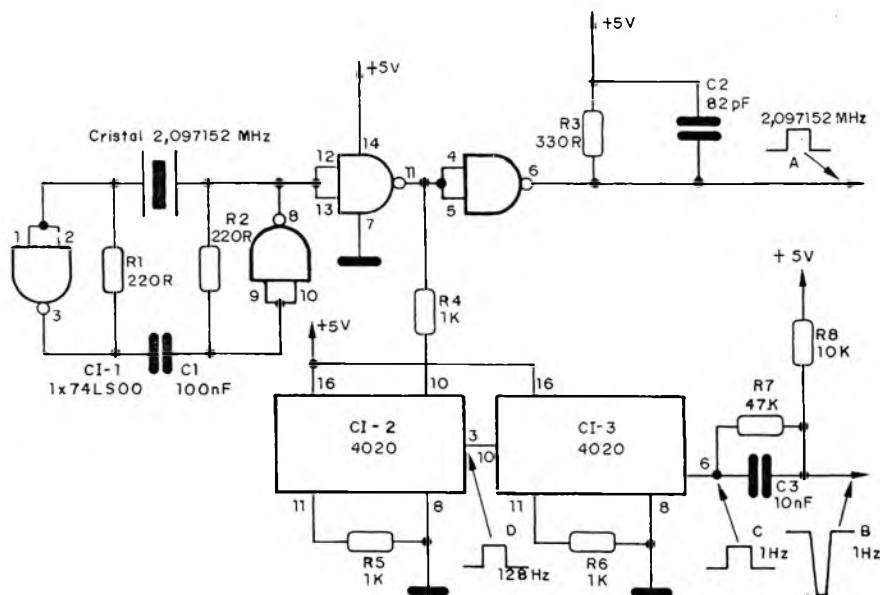 +5V
+5V
C2
82pF
Cristal 2,097152 MHz
14
R3
330R
2,097152 MHz
12
11
4
6
A
13
5
7
8
R2
220R
1
2
R1
220R
9
10
3
R4
1K
+ 5V
+5V
R8
10K
CI-1
1x74LS00
C1
100nF
16
10
16
R7
47K
CI-2
4020
3
10
CI-3
4020
6
C3
10nF
11
8
11
8
D
C
B
R5
1K
128Hz
R6
1K
1Hz
1Hz